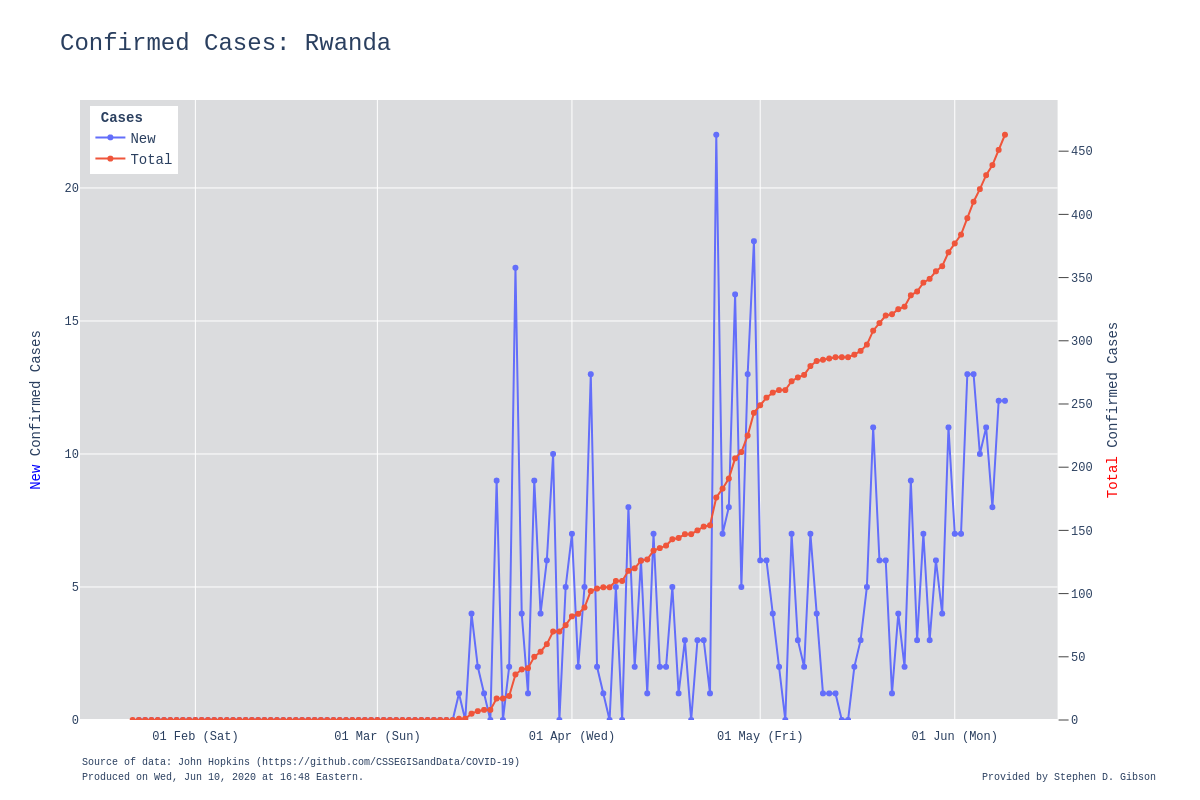 Confirmed Cases: Rwanda
Cases
New
Total
20
15
10
5
0
New Confirmed Cases
450
400
350
300
250
200
150
100
50
0
Total Confirmed Cases
01 Feb (Sat)
01 Mar (Sun)
01 Apr (Wed)
01 May (Fri)
01 Jun (Mon)
Source of data: John Hopkins (https://github.com/CSSEGISandData/COVID-19)
Produced on Wed, Jun 10, 2020 at 16:48 Eastern.
Provided by Stephen D. Gibson